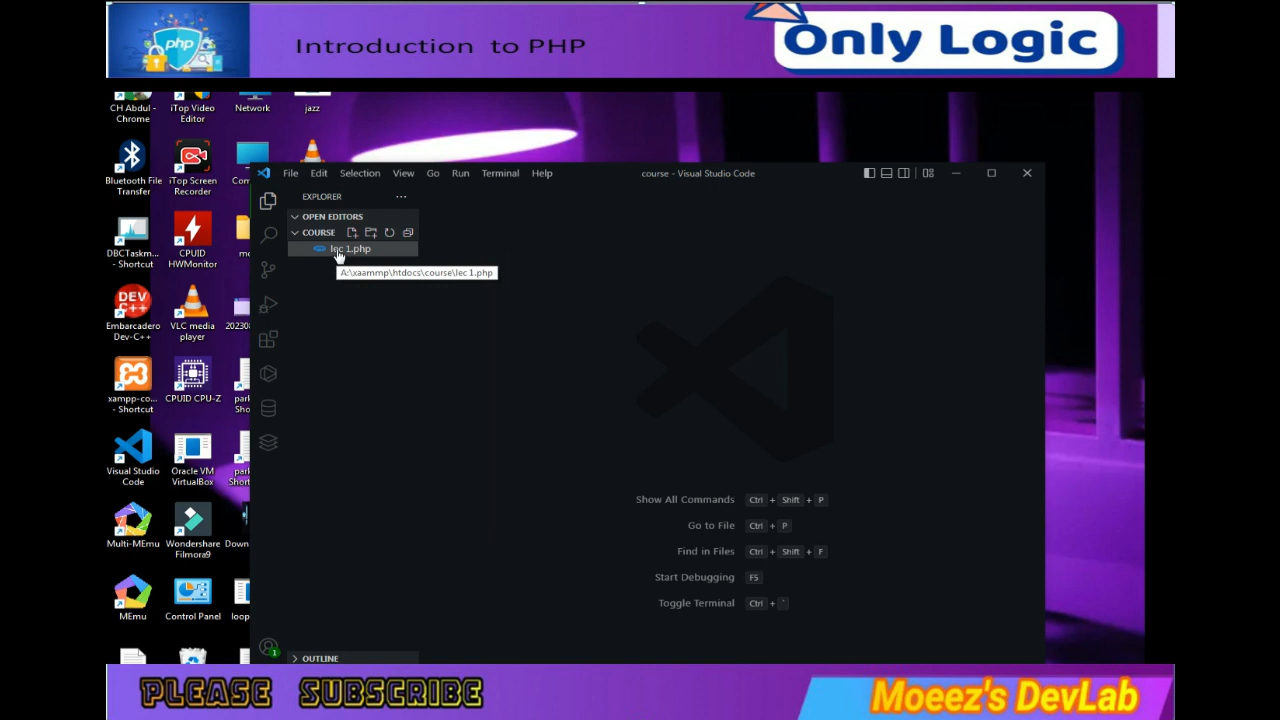 php
Introduction to PHP
Only Logic
CH Abdul -
Chrome
iTop Video
Editor
Network
jazz
Bluetooth File
Transfer
iTop Screen
Recorder
File Edit Selection View Go Run Terminal Help
course - Visual Studio Code
EXPLORER
OPEN EDITORS
COURSE
lec 1.php
A:\xaammp\htdocs\course\lec 1.php
DBCTaskm...
- Shortcut
CPUID
HWMonitor
DEV
C++
Embarcadero
Dev-C++
VLC media
player
xampp-co...
- Shortcut
CPUID CPU-Z
Visual Studio
Code
Oracle VM
VirtualBox
Multi-MEmu
Wondershare
Filmora9
Down
MEmu
Control Panel
loop
Show All Commands Ctrl + Shift + P
Go to File Ctrl + P
Find in Files Ctrl + Shift + F
Start Debugging F5
Toggle Terminal Ctrl + `
1
OUTLINE
PLEASE SUBSCRIBE
Moeez's DevLab